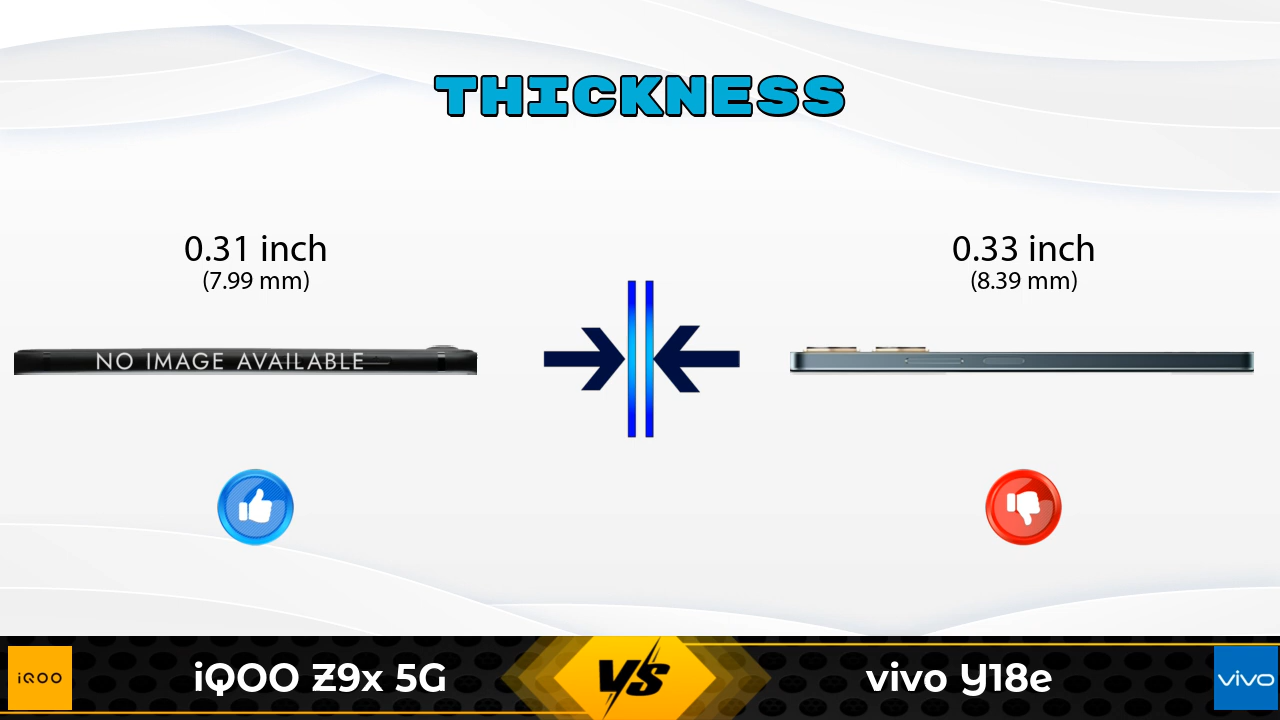 THICKNESS
0.31 inch
(7.99 mm)
0.33 inch
(8.39 mm)
NO IMAGE AVAILABLE
iQOO
iQOO Z9x 5G
VS
vivo Y18e
vivo